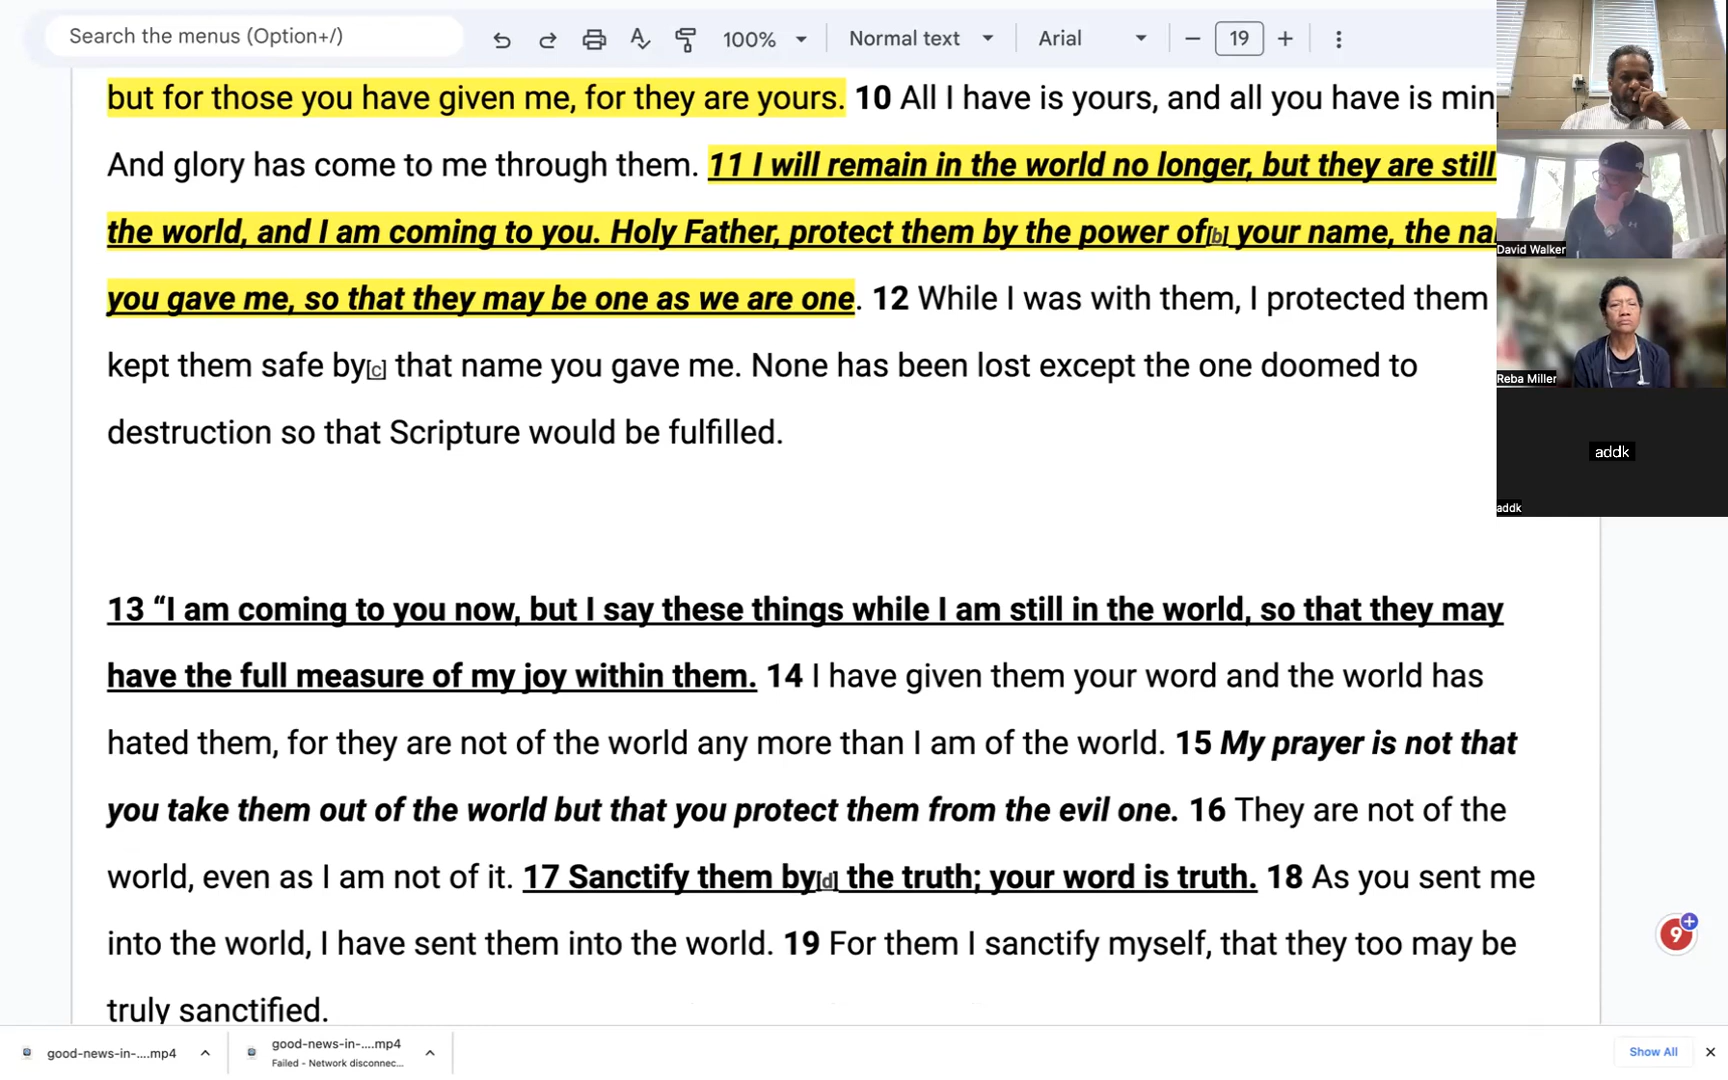 Search the menus (Option+/)
100%
Normal text
Arial
19
but for those you have given me, for they are yours. 10 All I have is yours, and all you have is min
And glory has come to me through them. 11 I will remain in the world no longer, but they are still
the world, and I am coming to you. Holy Father, protect them by the power of[b] your name, the na
you gave me, so that they may be one as we are one. 12 While I was with them, I protected them
kept them safe by[c] that name you gave me. None has been lost except the one doomed to
destruction so that Scripture would be fulfilled.
13 “I am coming to you now, but I say these things while I am still in the world, so that they may
have the full measure of my joy within them. 14 I have given them your word and the world has
hated them, for they are not of the world any more than I am of the world. 15 My prayer is not that
you take them out of the world but that you protect them from the evil one. 16 They are not of the
world, even as I am not of it. 17 Sanctify them by[d] the truth; your word is truth. 18 As you sent me
into the world, I have sent them into the world. 19 For them I sanctify myself, that they too may be
truly sanctified.
David Walker
Reba Miller
addk
addk
9
good-news-in-....mp4
good-news-in-....mp4
Failed - Network disconnec...
Show All